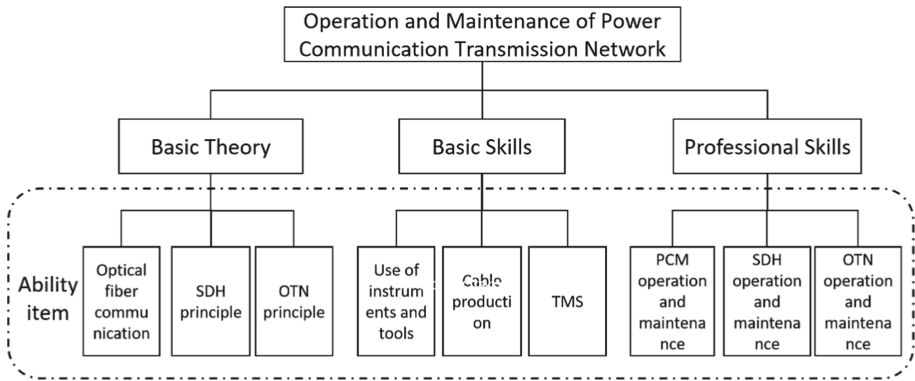 Operation and Maintenance of Power
Communication Transmission Network
Basic Theory
Basic Skills
Professional Skills
Ability
item
Optical
fiber
commu
nication
SDH
principle
OTN
principle
Use of
instrum
ents and
tools
Cable
producti
on
TMS
PCM
operation
and
maintena
nce
SDH
operation
and
maintena
nce
OTN
operation
and
maintena
nce